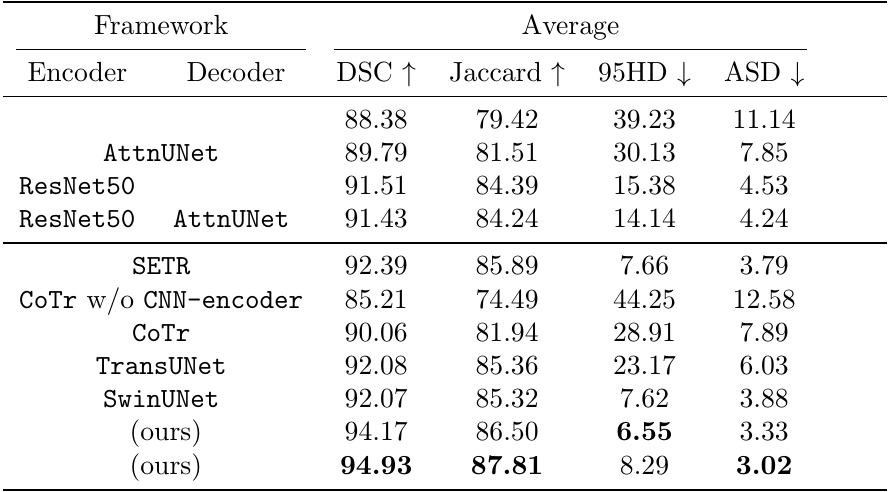 Framework Average
Encoder Decoder DSC ↑ Jaccard ↑ 95HD ↓ ASD ↓
88.38 79.42 39.23 11.14
AttnUNet 89.79 81.51 30.13 7.85
ResNet50 91.51 84.39 15.38 4.53
ResNet50 AttnUNet 91.43 84.24 14.14 4.24
SETR 92.39 85.89 7.66 3.79
CoTr w/o CNN-encoder 85.21 74.49 44.25 12.58
CoTr 90.06 81.94 28.91 7.89
TransUNet 92.08 85.36 23.17 6.03
SwinUNet 92.07 85.32 7.62 3.88
(ours) 94.17 86.50 6.55 3.33
(ours) 94.93 87.81 8.29 3.02